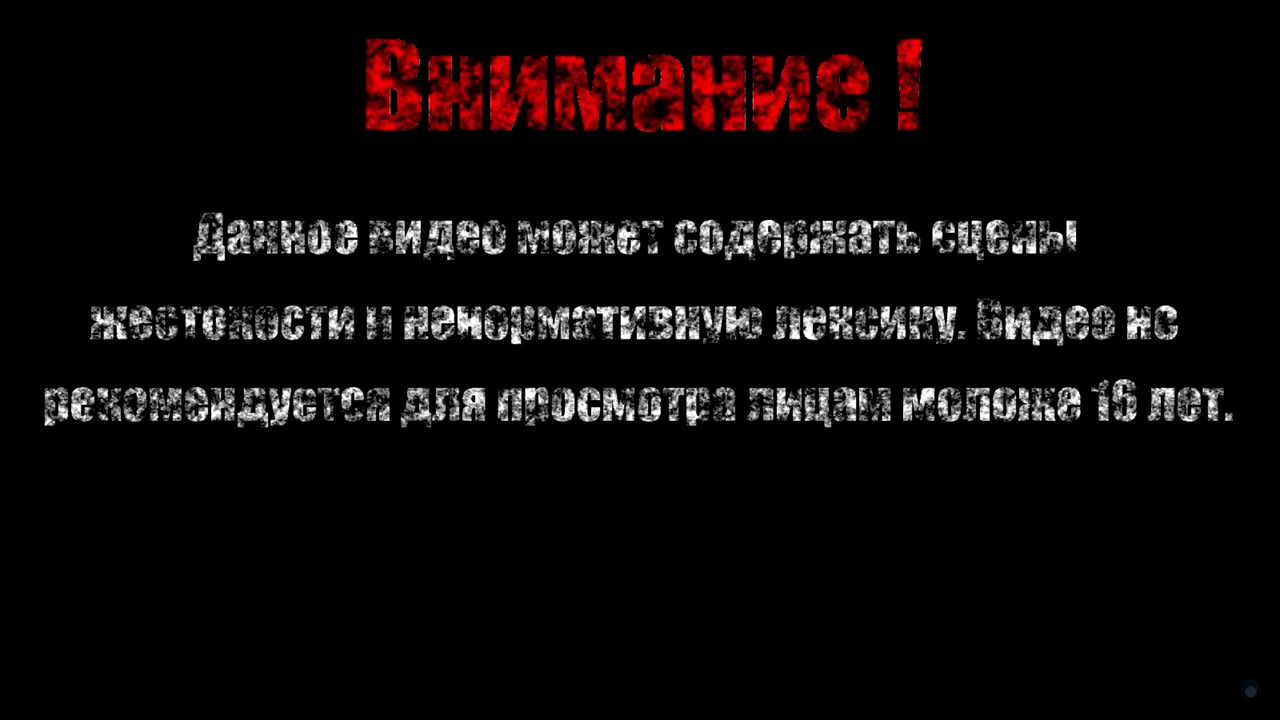 Внимание !
Данное видео может содержать сцены
жестокости и ненормативную лексику. Видео не
рекомендуется для просмотра лицам моложе 16 лет.